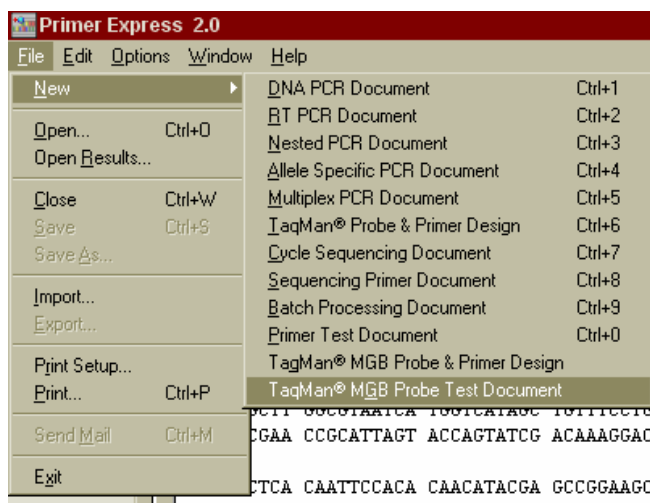 Primer Express 2.0
File Edit Options Window Help
New
DNA PCR Document Ctrl+1
RT PCR Document Ctrl+2
Open... Ctrl+O
Nested PCR Document Ctrl+3
Open Results...
Allele Specific PCR Document Ctrl+4
Close Ctrl+W
Multiplex PCR Document Ctrl+5
Save Ctrl+S
TaqMan® Probe & Primer Design Ctrl+6
Save As...
Cycle Sequencing Document Ctrl+7
Sequencing Primer Document Ctrl+8
Import...
Batch Processing Document Ctrl+9
Export...
Primer Test Document Ctrl+0
Print Setup...
TaqMan® MGB Probe & Primer Design
Print... Ctrl+P
TaqMan® MGB Probe Test Document
GCTT GGCGTAATCA TGGTCATAGC TGTTTCCTG
Send Mail Ctrl+M
CGAA CCGCATTAGT ACCAGTATCG ACAAAGGAC
Exit
CTCA CAATTCCACA CAACATACGA GCCGGAAGC